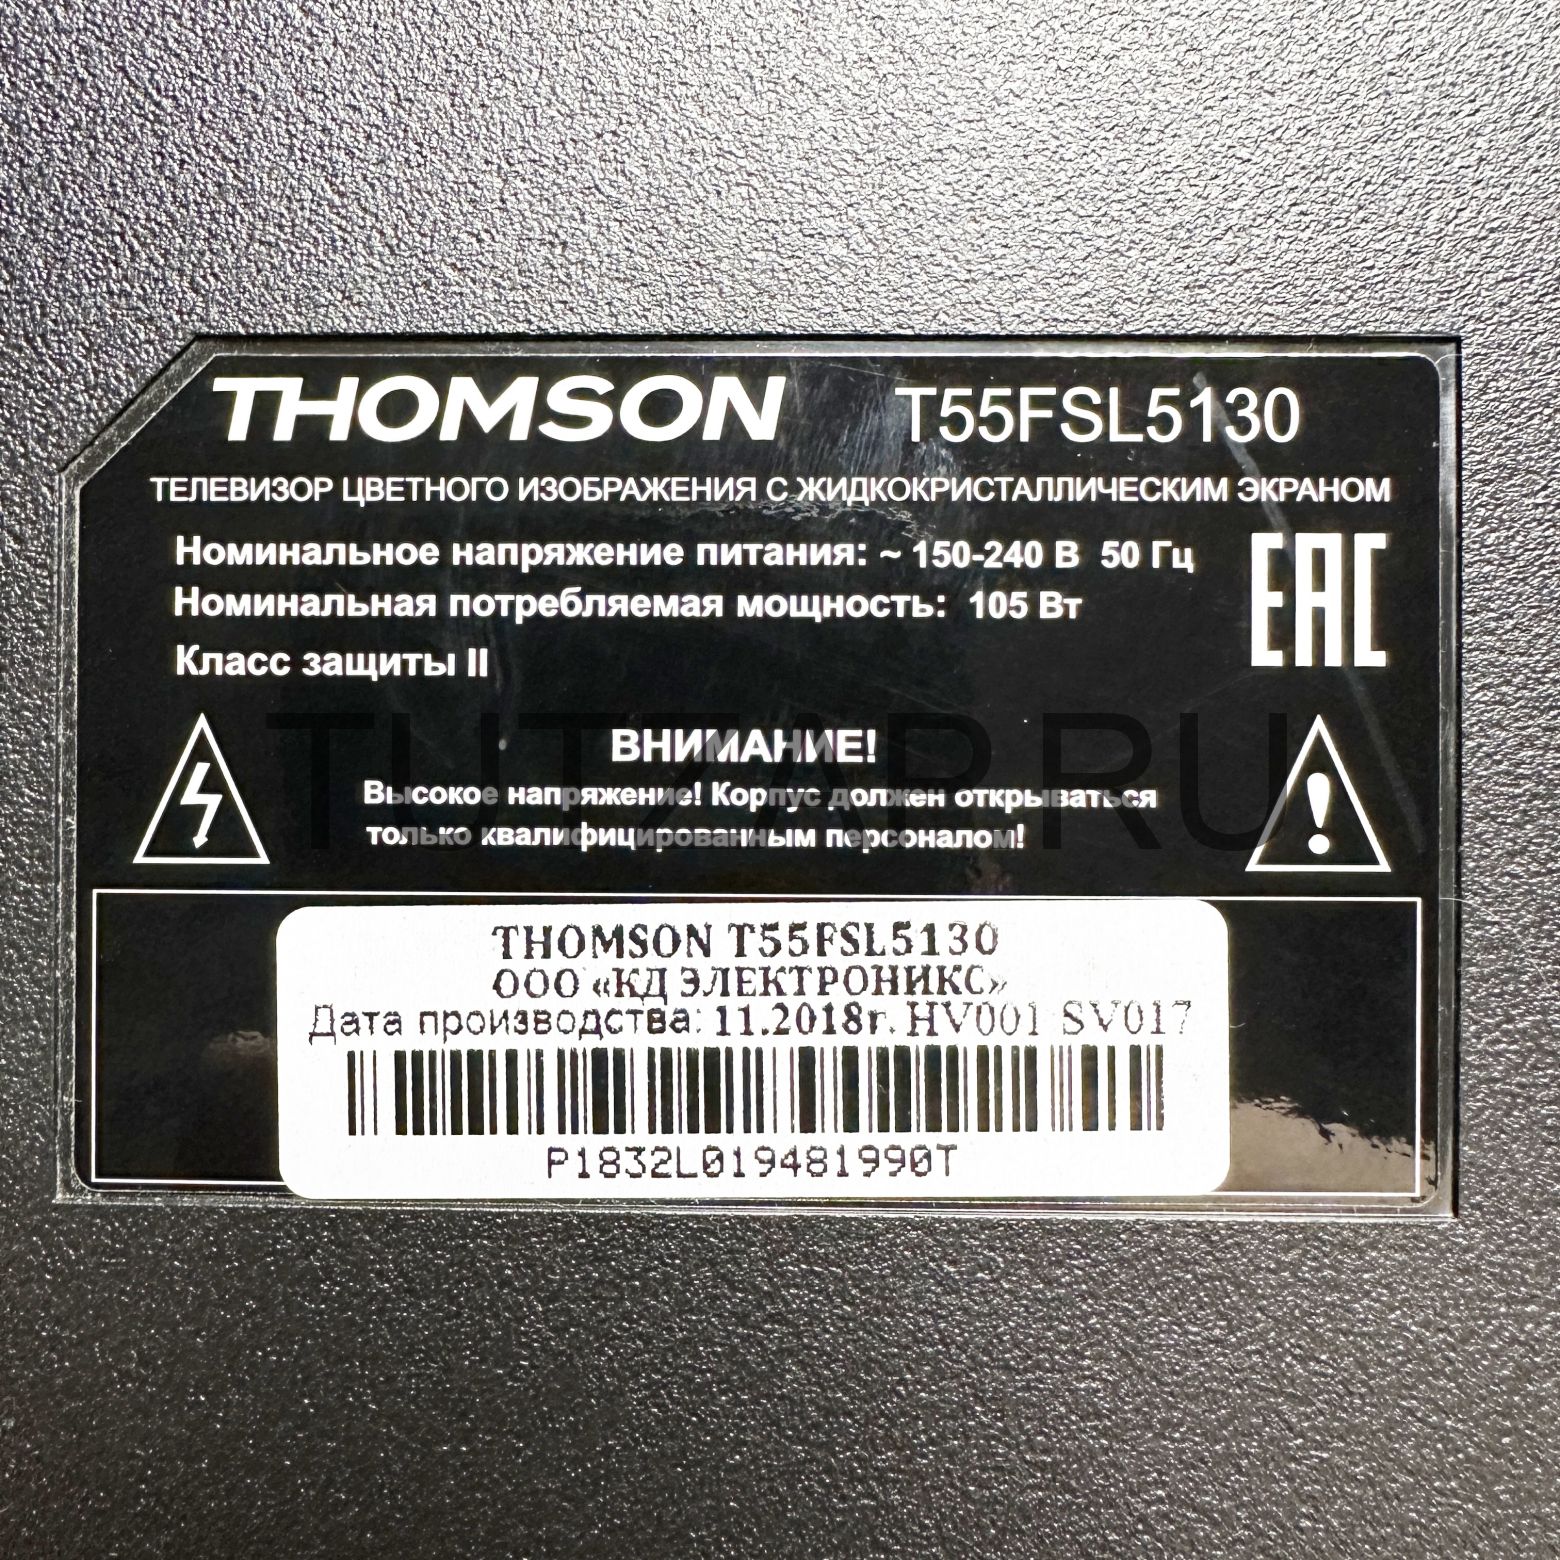 THOMSON T55FSL5130
ТЕЛЕВИЗОР ЦВЕТНОГО ИЗОБРАЖЕНИЯ С ЖИДКОКРИСТАЛЛИЧЕСКИМ ЭКРАНОМ
Номинальное напряжение питания: ~ 150-240 В 50 Гц
Номинальная потребляемая мощность: 105 Вт
Класс защиты II
EAC
TUTZAP.RU
ВНИМАНИЕ!
Высокое напряжение! Корпус должен открываться
только квалифицированным персоналом!
THOMSON T55FSL5130
ООО «КД ЭЛЕКТРОНИКС»
Дата производства: 11.2018г. HV001 SV017
P1832L019481990T